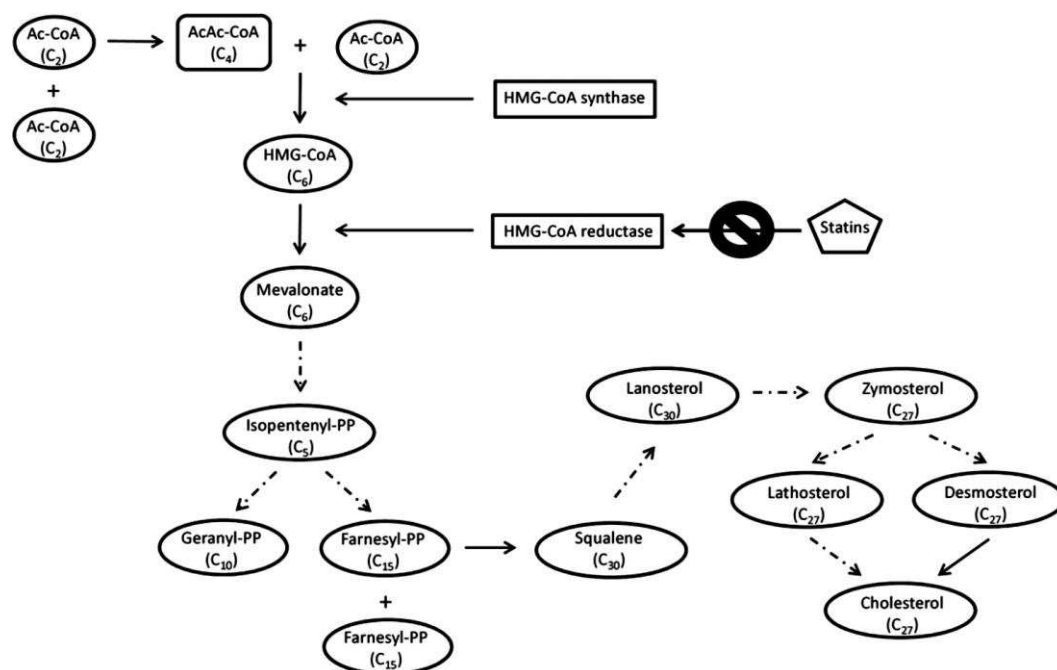 Ac-CoA
(C₂)
AcAc-CoA
(C₄)
+
Ac-CoA
(C₂)
+
Ac-CoA
(C₂)
HMG-CoA synthase
HMG-CoA
(C₆)
HMG-CoA reductase
Statins
Mevalonate
(C₆)
Isopentenyl-PP
(C₅)
Geranyl-PP
(C₁₀)
Farnesyl-PP
(C₁₅)
+
Farnesyl-PP
(C₁₅)
Squalene
(C₃₀)
Lanosterol
(C₃₀)
Zymosterol
(C₂₇)
Lathosterol
(C₂₇)
Desmosterol
(C₂₇)
Cholesterol
(C₂₇)